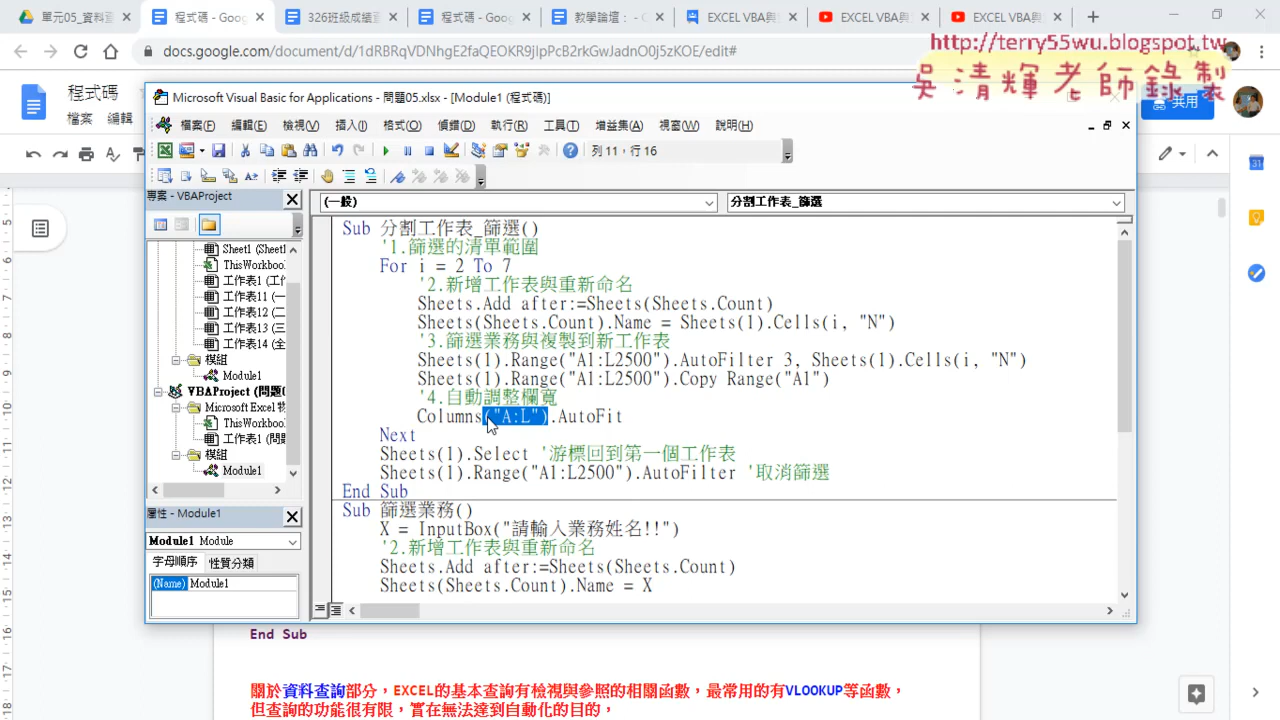 單元05_資料
程式碼 - Goog
326班級成績
程式碼 - Goog
教學論壇： - G
EXCEL VBA與
EXCEL VBA與
EXCEL VBA與
docs.google.com/document/d/1dRBRqVDNhgE2faQEOKR9jlpPcB2rkGwJadnO0j5zKOE/edit#
http://terry55wu.blogspot.tw
吳清輝老師錄製
程式碼
檔案 編輯
共用
Microsoft Visual Basic for Applications - 問題05.xlsx - [Module1 (程式碼)]
檔案(F) 編輯(E) 檢視(V) 插入(I) 格式(O) 偵錯(D) 執行(R) 工具(T) 增益集(A) 視窗(W) 說明(H)
列 11，行 16
專案 - VBAProject
(一般)
分割工作表_篩選
Sheet1 (Sheet1
ThisWorkboo
工作表1 (工
工作表11 (一
工作表12 (二
工作表13 (三
工作表14 (全
模組
Module1
VBAProject (問題0
Microsoft Excel 物
ThisWorkboo
工作表1 (問
模組
Module1
屬性 - Module1
Module1 Module
字母順序 性質分類
(Name) Module1
Sub 分割工作表_篩選()
'1.篩選的清單範圍
For i = 2 To 7
'2.新增工作表與重新命名
Sheets.Add after:=Sheets(Sheets.Count)
Sheets(Sheets.Count).Name = Sheets(1).Cells(i, "N")
'3.篩選業務與複製到新工作表
Sheets(1).Range("A1:L2500").AutoFilter 3, Sheets(1).Cells(i, "N")
Sheets(1).Range("A1:L2500").Copy Range("A1")
'4.自動調整欄寬
Columns("A:L").AutoFit
Next
Sheets(1).Select '游標回到第一個工作表
Sheets(1).Range("A1:L2500").AutoFilter '取消篩選
End Sub
Sub 篩選業務()
X = InputBox("請輸入業務姓名!!")
'2.新增工作表與重新命名
Sheets.Add after:=Sheets(Sheets.Count)
Sheets(Sheets.Count).Name = X
End Sub
關於資料查詢部分，EXCEL的基本查詢有檢視與參照的相關函數，最常用的有VLOOKUP等函數，
但查詢的功能很有限，實在無法達到自動化的目的，